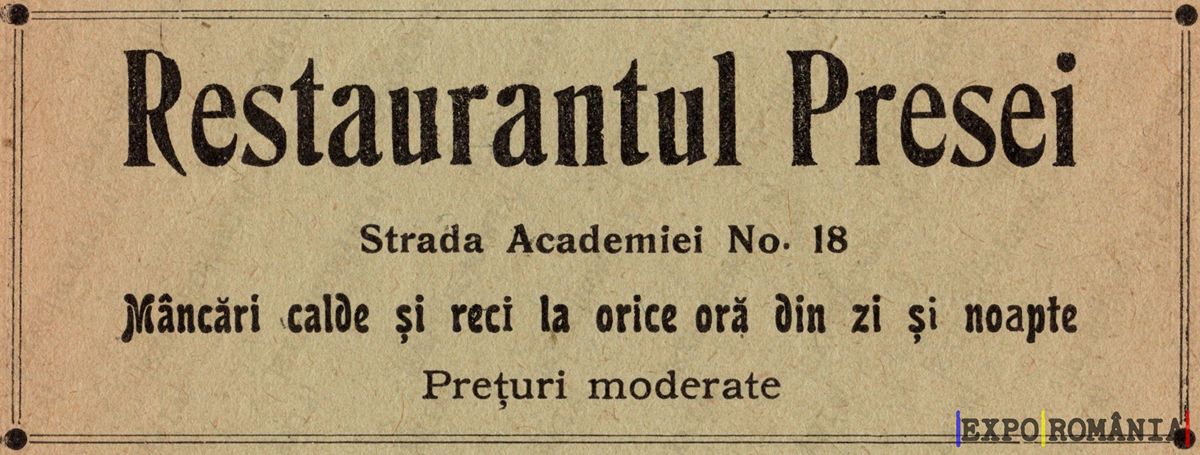 Restaurantul Presei
Strada Academiei No. 18
Mâncări calde și reci la orice oră din zi și noapte
Prețuri moderate
EXPO ROMÂNIA